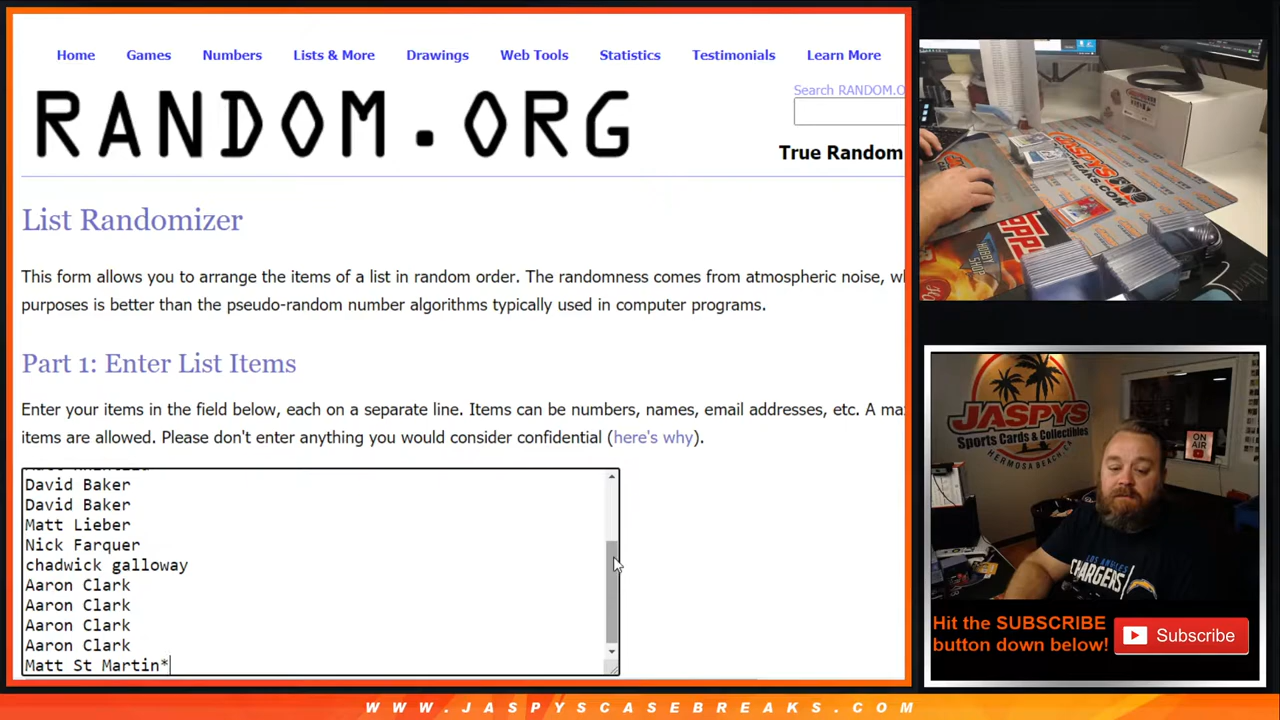 Home Games Numbers Lists & More Drawings Web Tools Statistics Testimonials Learn More
RANDOM.ORG
Search RANDOM.O
True Random
List Randomizer
This form allows you to arrange the items of a list in random order. The randomness comes from atmospheric noise, wh
purposes is better than the pseudo-random number algorithms typically used in computer programs.
Part 1: Enter List Items
Enter your items in the field below, each on a separate line. Items can be numbers, names, email addresses, etc. A ma
items are allowed. Please don't enter anything you would consider confidential (here's why).
David Baker
David Baker
Matt Lieber
Nick Farquer
chadwick galloway
Aaron Clark
Aaron Clark
Aaron Clark
Aaron Clark
Matt St Martin*
JASPYS
Sports Cards & Collectibles
HERMOSA BEACH, CA
ON AIR
LOS ANGELES
CHARGERS
Hit the SUBSCRIBE
button down below!
Subscribe
WWW.JASPYSCASEBREAKS.COM